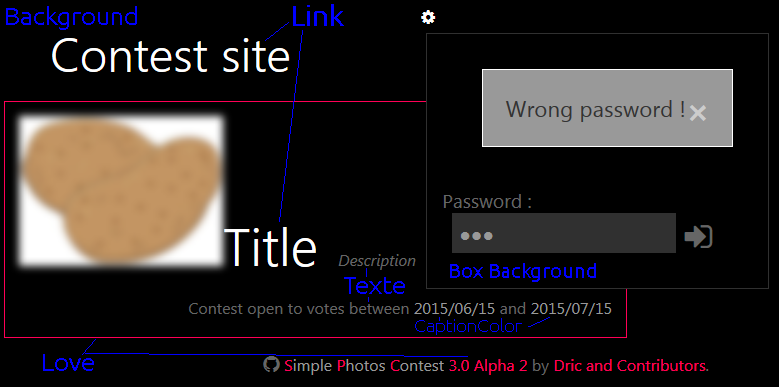 Background
Link
Contest site
Wrong password ! ×
Password :
•••
Box Background
Title
Description
Texte
Contest open to votes between 2015/06/15 and 2015/07/15
CaptionColor
Love
Simple Photos Contest 3.0 Alpha 2 by Dric and Contributors.